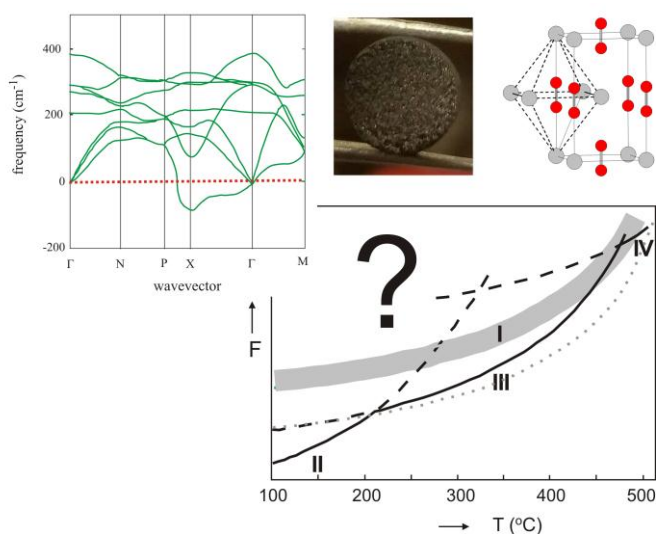 400
200
0
-200
frequency (cm⁻¹)
Γ N P X Γ M
wavevector
?
F
I
II
III
IV
100 200 300 400 500
T (°C)